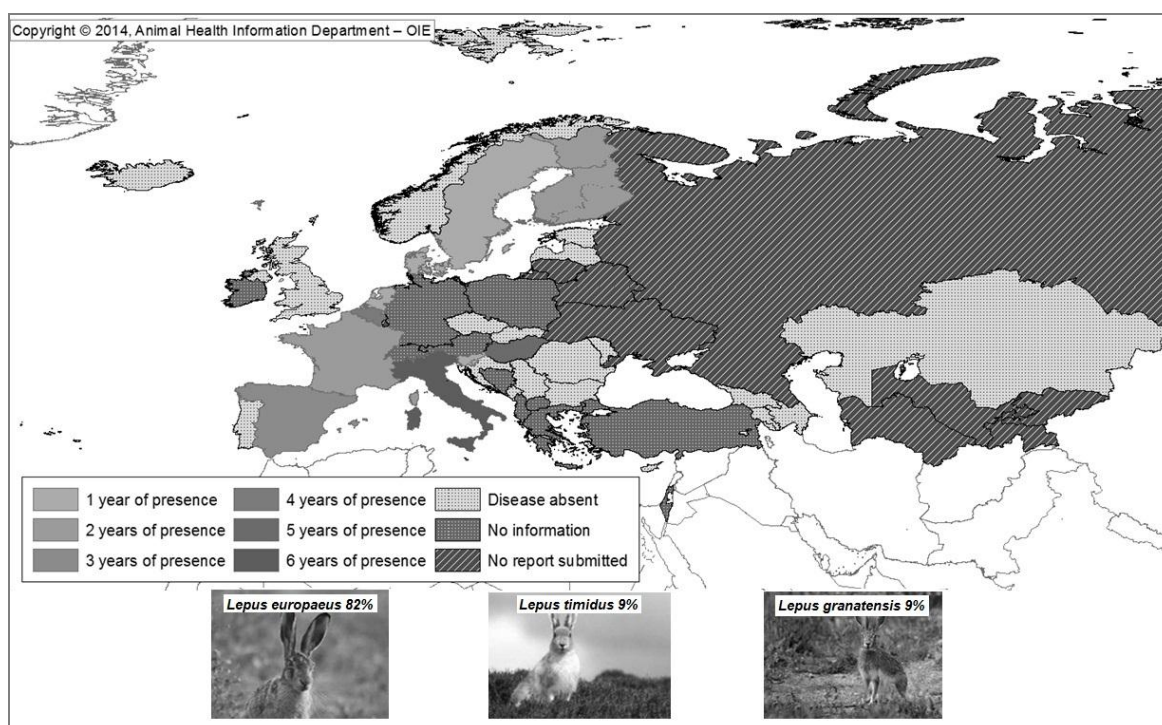 Copyright © 2014, Animal Health Information Department – OIE
1 year of presence
2 years of presence
3 years of presence
4 years of presence
5 years of presence
6 years of presence
Disease absent
No information
No report submitted
Lepus europaeus 82%
Lepus timidus 9%
Lepus granatensis 9%